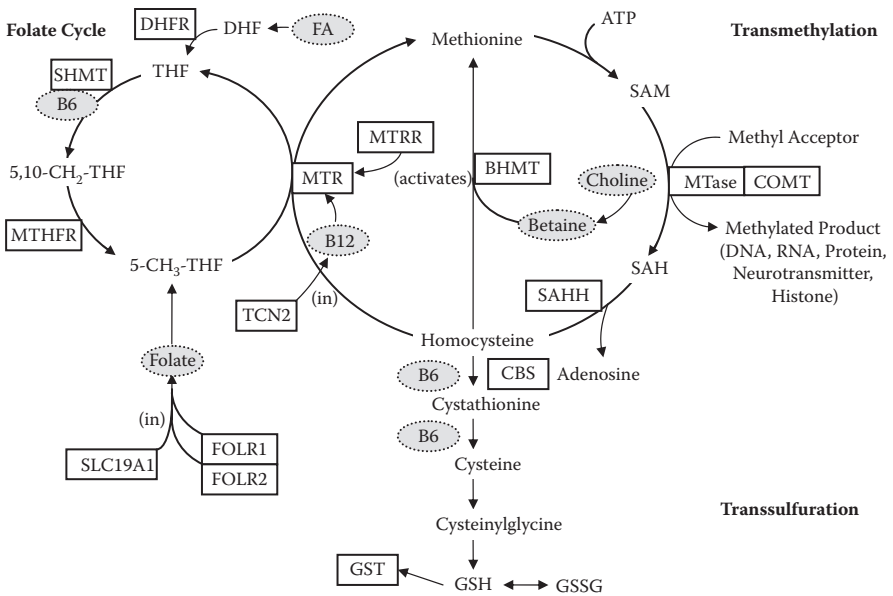 Folate Cycle
DHFR
DHF
FA
Methionine
ATP
Transmethylation
THF
SHMT
B6
SAM
5,10-CH₂-THF
MTRR
MTR
(activates)
BHMT
Choline
Methyl Acceptor
MTase
COMT
MTHFR
B12
Betaine
Methylated Product
(DNA, RNA, Protein,
Neurotransmitter,
Histone)
5-CH₃-THF
SAH
TCN2
(in)
SAHH
Homocysteine
Folate
B6
CBS
Adenosine
Cystathionine
(in)
B6
SLC19A1
FOLR1
FOLR2
Cysteine
Transsulfuration
Cysteinylglycine
GST
GSH
GSSG